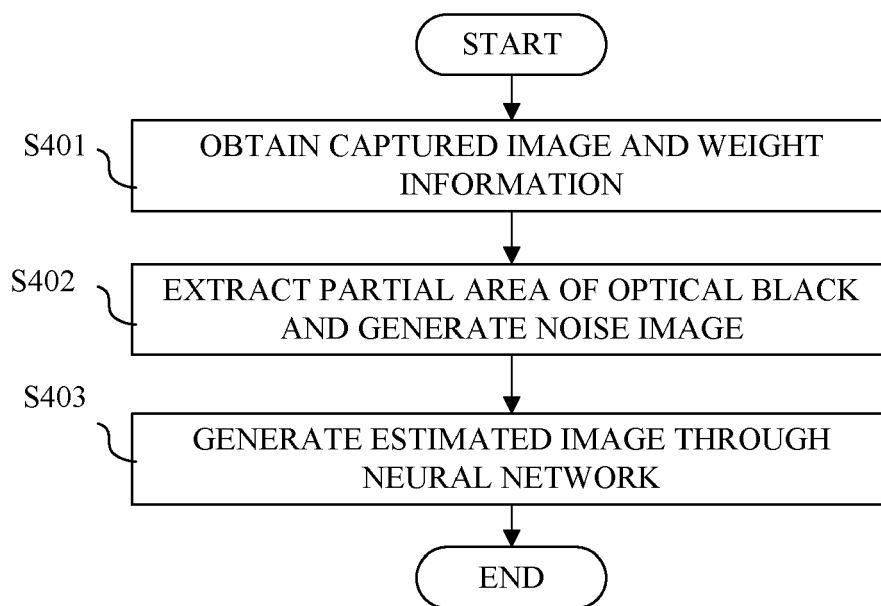 START
S401
OBTAIN CAPTURED IMAGE AND WEIGHT
INFORMATION
S402
EXTRACT PARTIAL AREA OF OPTICAL BLACK
AND GENERATE NOISE IMAGE
S403
GENERATE ESTIMATED IMAGE THROUGH
NEURAL NETWORK
END